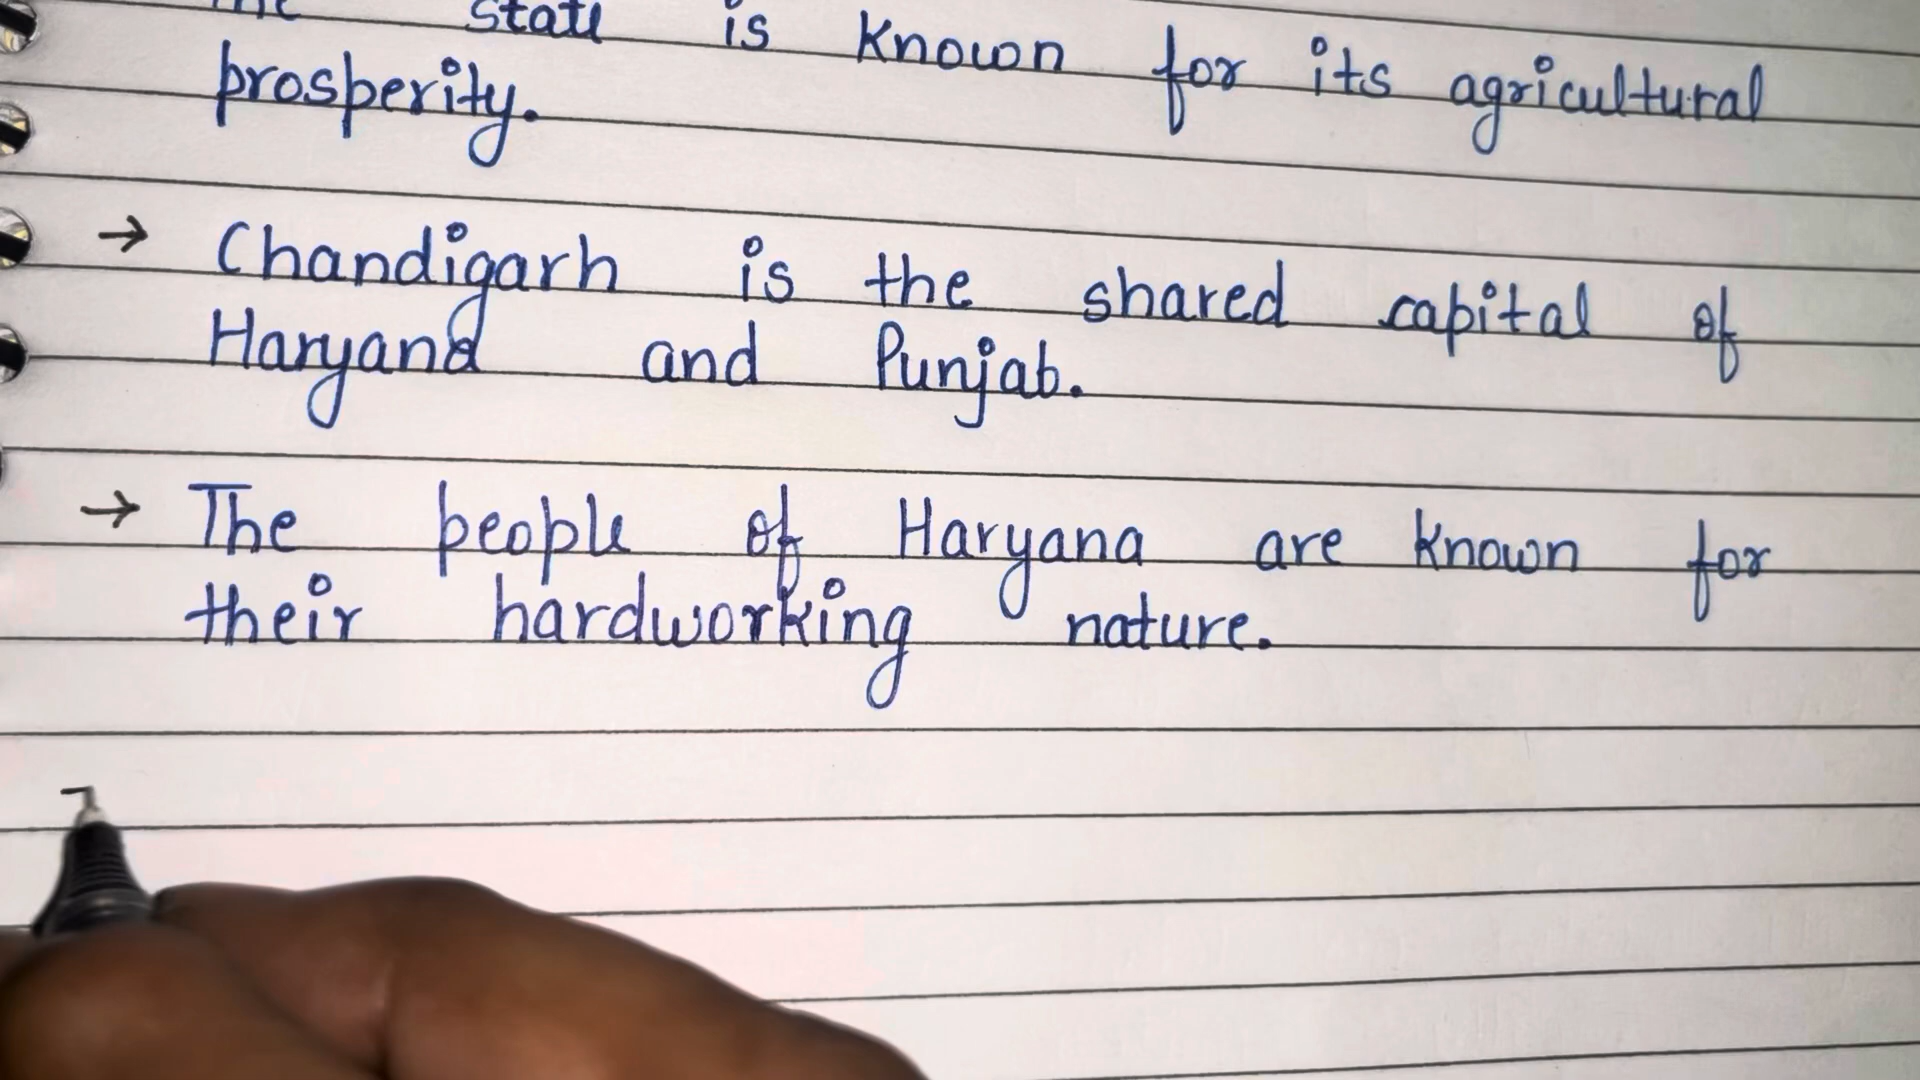 The state is known for its agricultural
prosperity.
→ Chandigarh is the shared capital of
Haryana and Punjab.
→ The people of Haryana are known for
their hardworking nature.